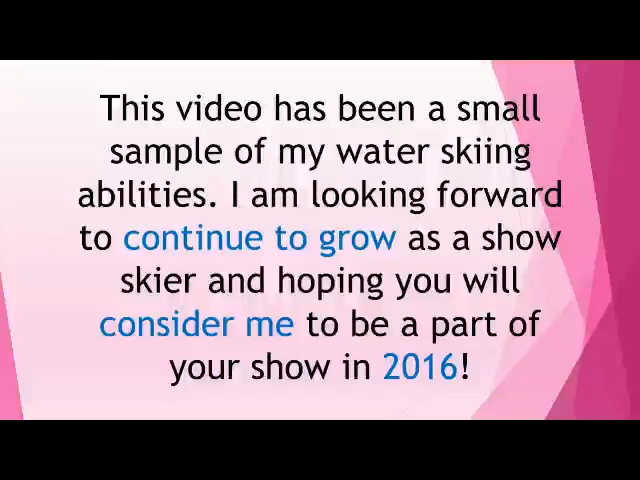 This video has been a small
sample of my water skiing
abilities. I am looking forward
to continue to grow as a show
skier and hoping you will
consider me to be a part of
your show in 2016!